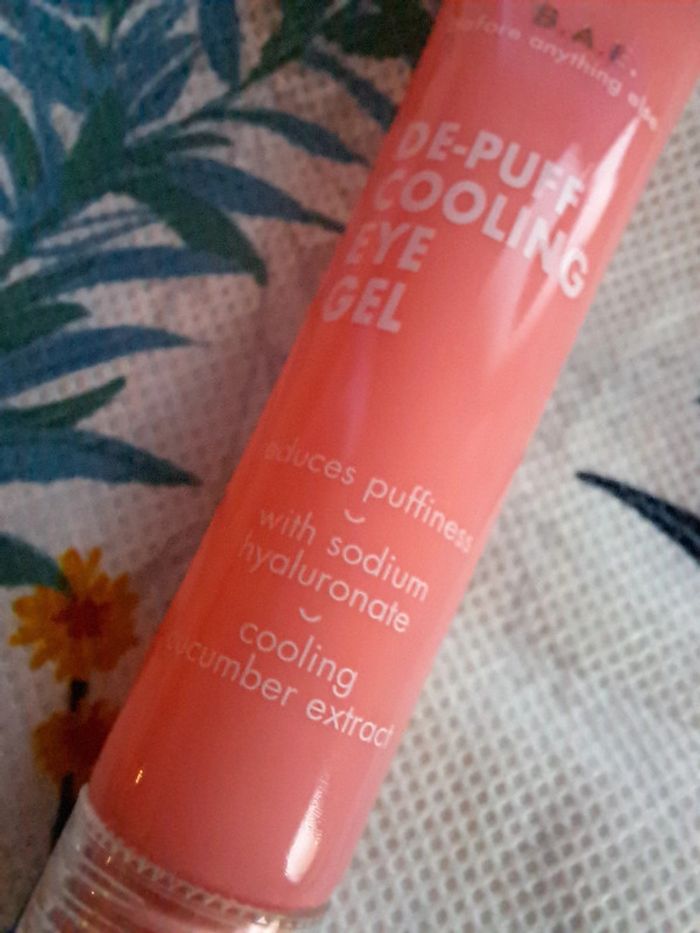 B.A.E.
before anything else
DE-PUFF
COOLING
EYE
GEL
reduces puffiness
with sodium
hyaluronate
cooling
cucumber extract